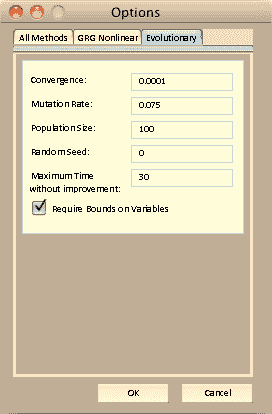 Options
All Methods GRG Nonlinear Evolutionary
Convergence: 0.0001
Mutation Rate: 0.075
Population Size: 100
Random Seed: 0
Maximum Time 30
without improvement:
Require Bounds on Variables
OK Cancel